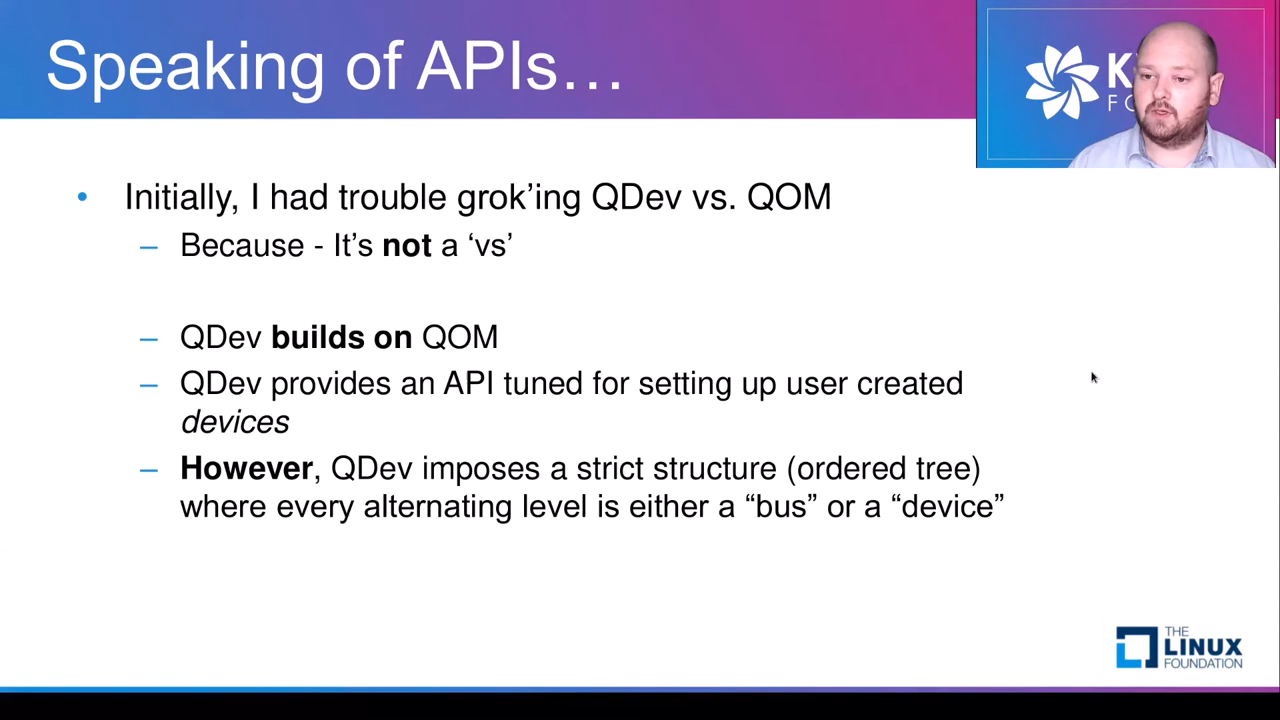 Speaking of APIs…
• Initially, I had trouble grok’ing QDev vs. QOM
– Because - It’s not a ‘vs’
– QDev builds on QOM
– QDev provides an API tuned for setting up user created
devices
– However, QDev imposes a strict structure (ordered tree)
where every alternating level is either a “bus” or a “device”
THE
LINUX
FOUNDATION